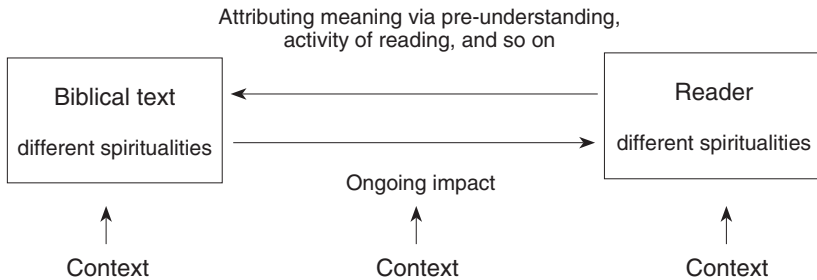 Attributing meaning via pre-understanding,
activity of reading, and so on
Biblical text
different spiritualities
Reader
different spiritualities
Ongoing impact
Context
Context
Context